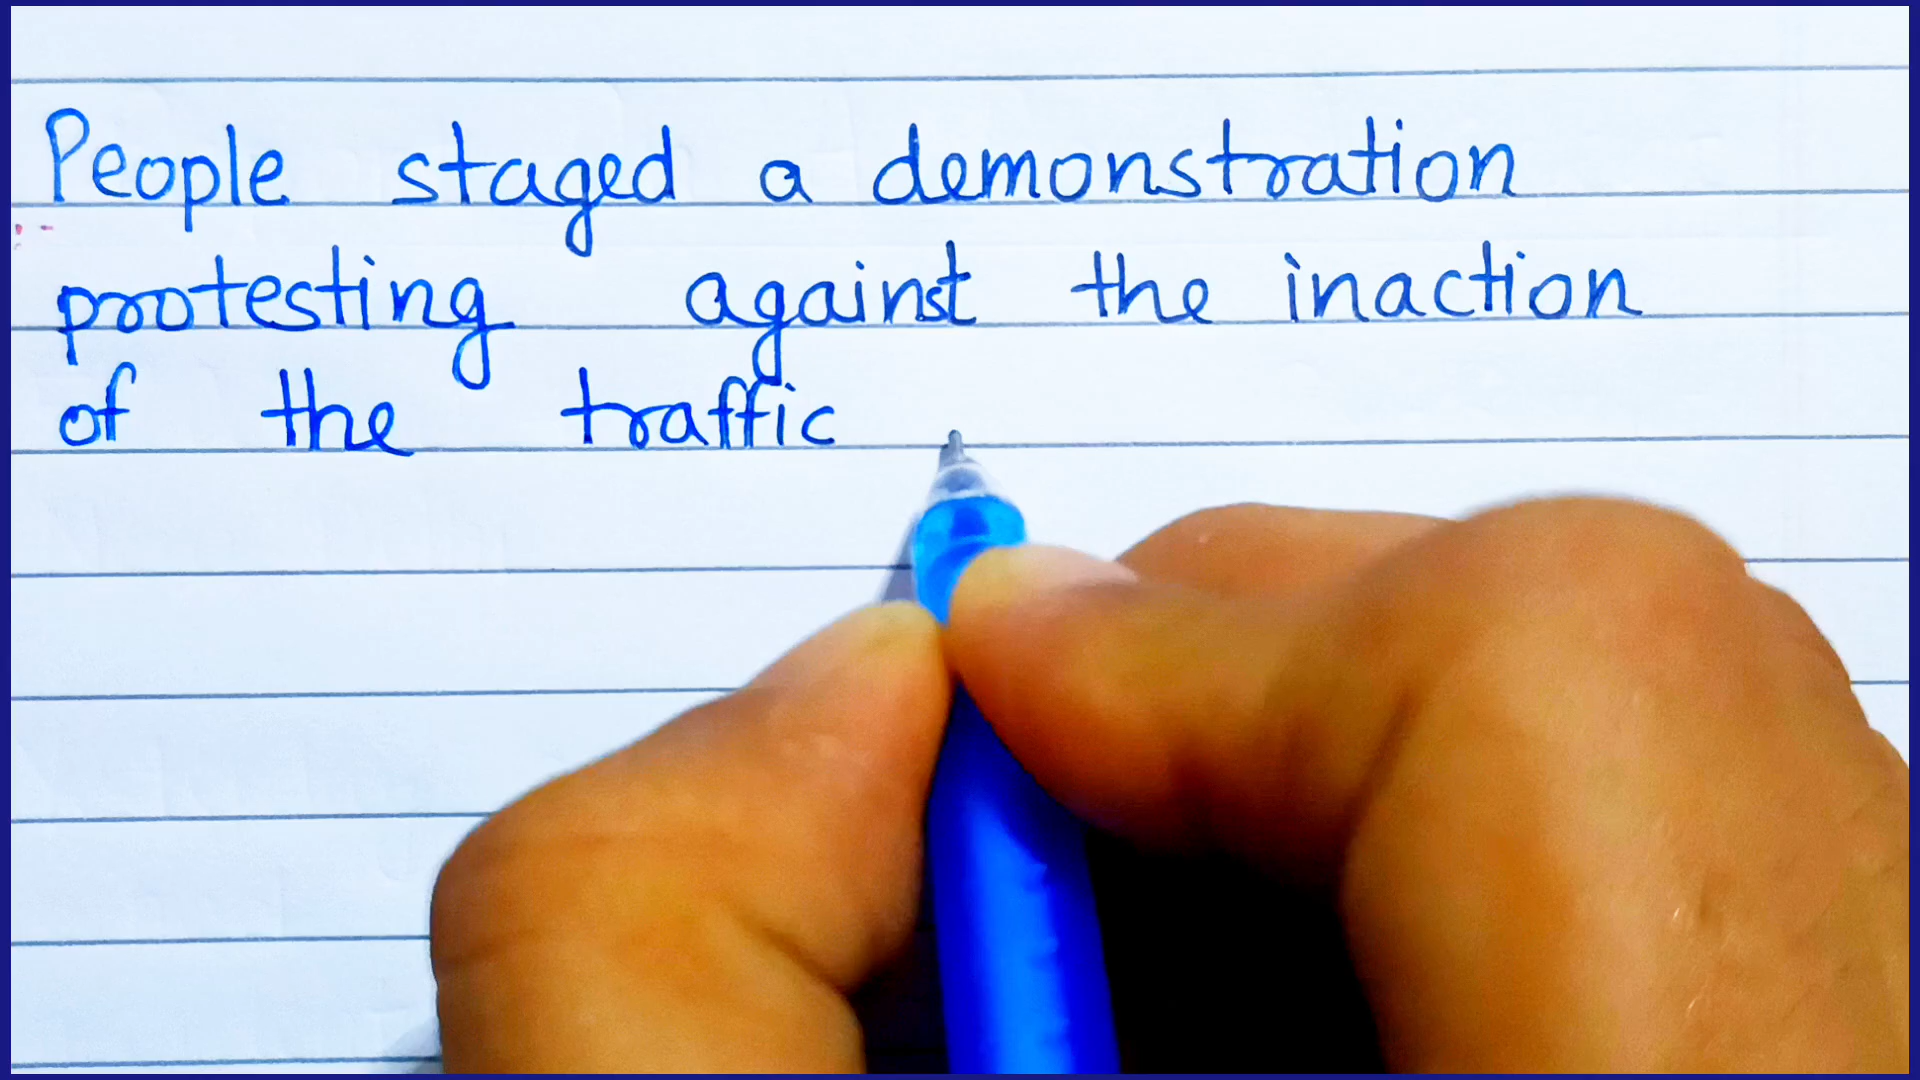 People staged a demonstration
protesting against the inaction
of the traffic